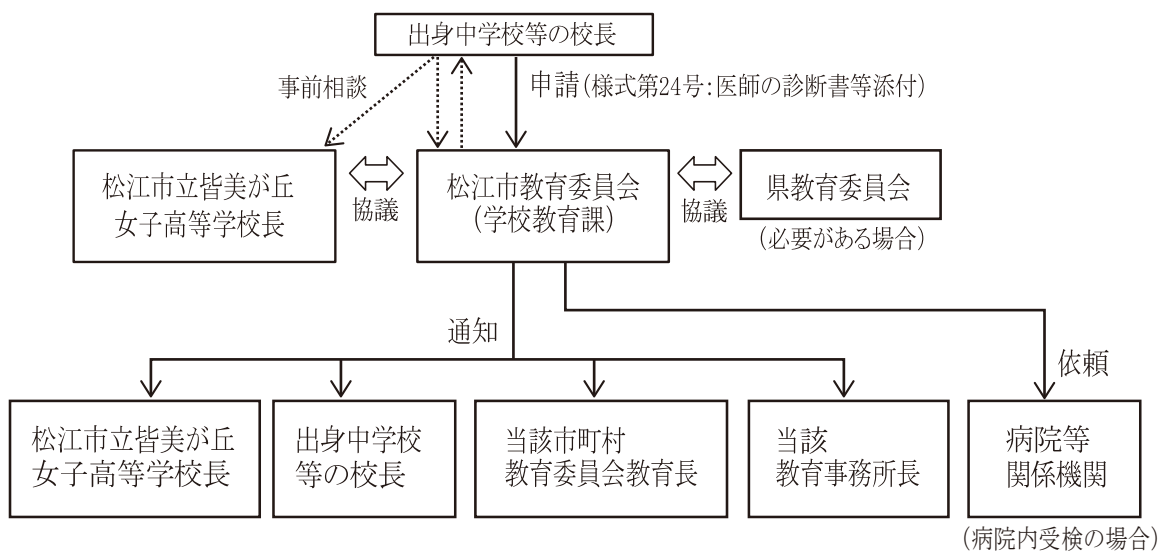 出身中学校等の校長
事前相談
申請(様式第24号:医師の診断書等添付)
松江市立皆美が丘
女子高等学校長
協議
松江市教育委員会
(学校教育課)
協議
県教育委員会
(必要がある場合)
通知
依頼
松江市立皆美が丘
女子高等学校長
出身中学校
等の校長
当該市町村
教育委員会教育長
当該
教育事務所長
病院等
関係機関
(病院内受検の場合)